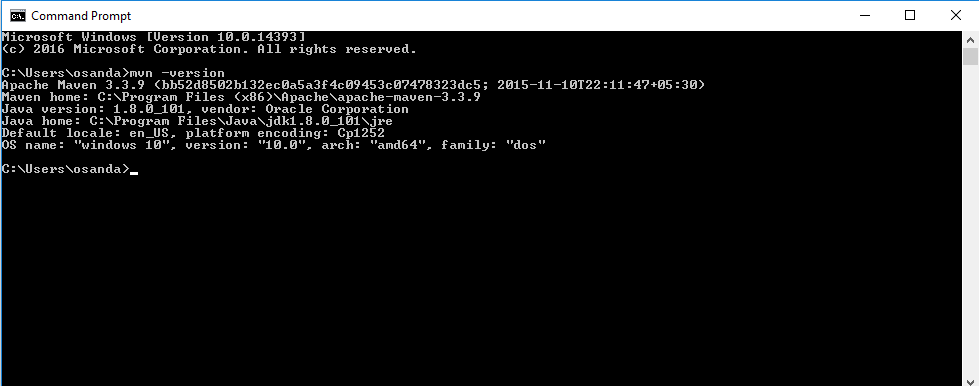 Command Prompt
Microsoft Windows [Version 10.0.14393]
(c) 2016 Microsoft Corporation. All rights reserved.
C:\Users\osanda>mvn -version
Apache Maven 3.3.9 (bb52d8502b132ec0a5a3f4c09453c07478323dc5; 2015-11-10T22:11:47+05:30)
Maven home: C:\Program Files (x86)\Apache\apache-maven-3.3.9
Java version: 1.8.0_101, vendor: Oracle Corporation
Java home: C:\Program Files\Java\jdk1.8.0_101\jre
Default locale: en_US, platform encoding: Cp1252
OS name: "windows 10", version: "10.0", arch: "amd64", family: "dos"
C:\Users\osanda>